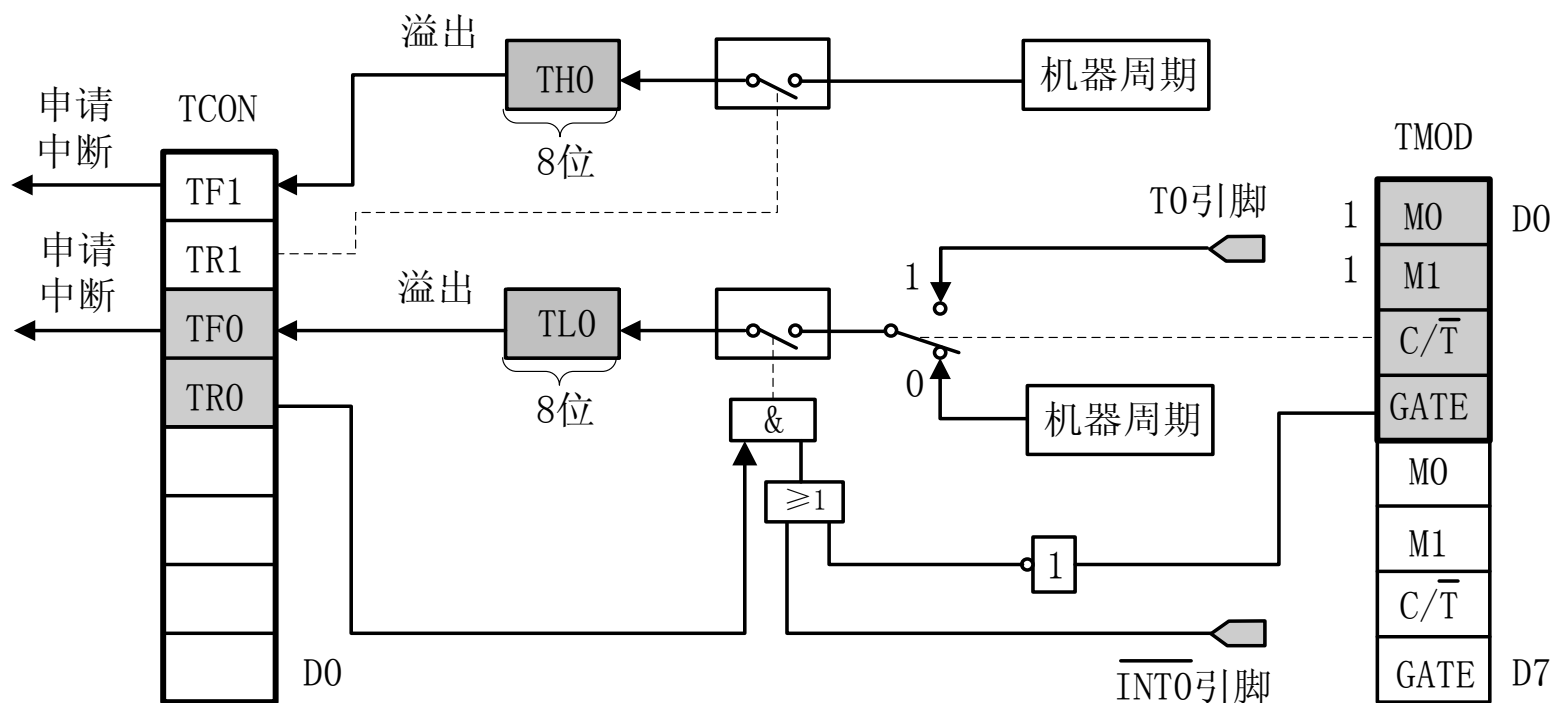 溢出
TH0
8位
机器周期
申请
中断
TCON
TF1
TR1
TF0
TR0
D0
申请
中断
溢出
TL0
8位
&
≥1
1
1
0
T0引脚
机器周期
INT0引脚
TMOD
1
M0
D0
1
M1
C/T̅
GATE
M0
M1
C/T̅
GATE
D7